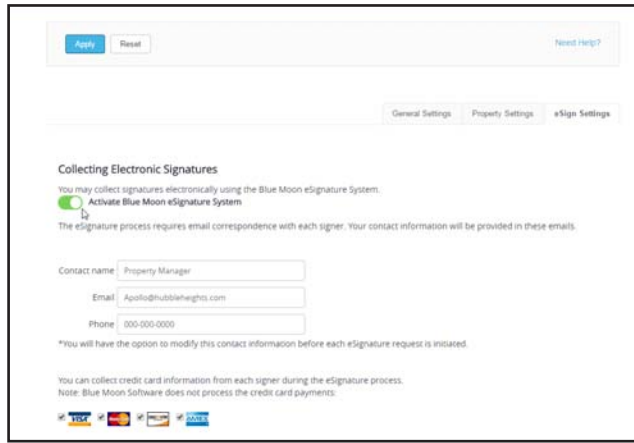 Apply Reset Need Help?
General Settings Property Settings eSign Settings
Collecting Electronic Signatures
You may collect signatures electronically using the Blue Moon eSignature System.
Activate Blue Moon eSignature System
The eSignature process requires email correspondence with each signer. Your contact information will be provided in these emails.
Contact name Property Manager
Email Apollo@hubbleheights.com
Phone 000-000-0000
*You will have the option to modify this contact information before each eSignature request is initiated.
You can collect credit card information from each signer during the eSignature process.
Note: Blue Moon Software does not process the credit card payments:
VISA MasterCard DISCOVER AMEX